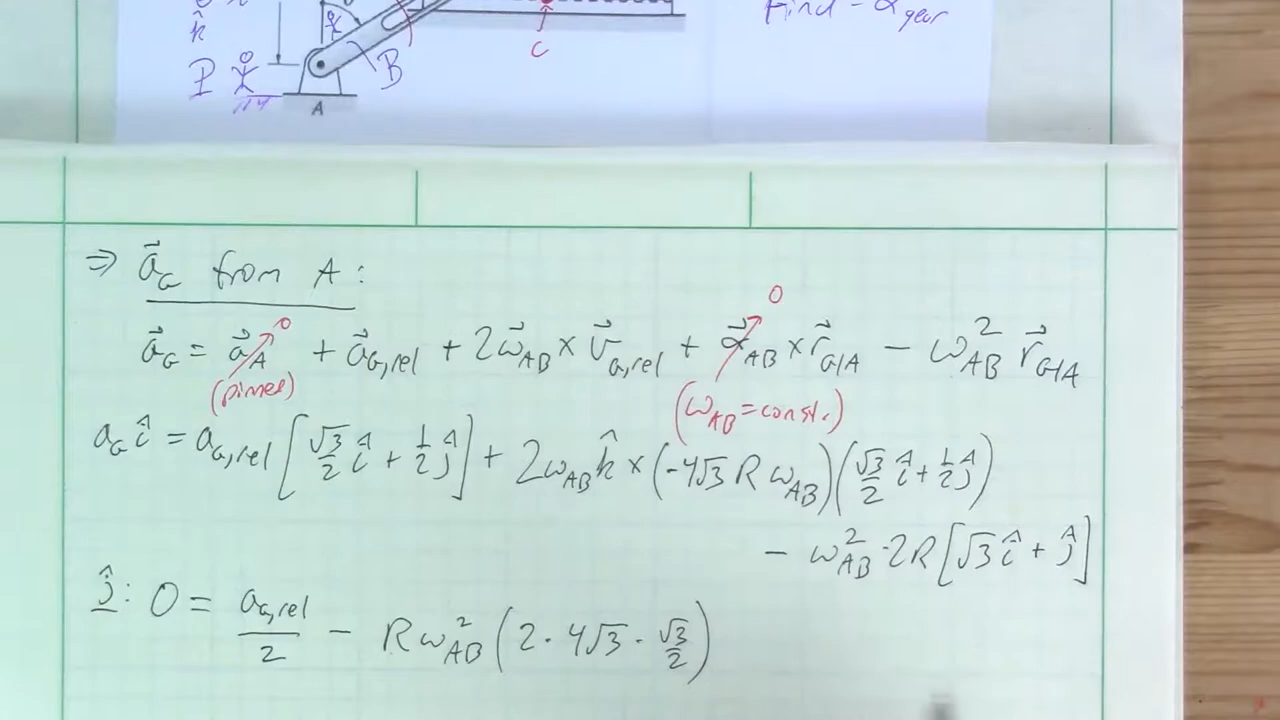 Find - α gear
k̂
C
B
A
⇒ a⃗_G from A:
0
0
a⃗_G = a⃗_A + a⃗_G,rel + 2ω⃗_AB × v⃗_G,rel + α⃗_AB × r⃗_G/A − ω²_AB r⃗_G/A
(pinned) (ω_AB = const.)
a_G î = a_G,rel [√3/2 î + 1/2 ĵ] + 2ω_AB k̂ × (−4√3 R ω_AB)(√3/2 î + 1/2 ĵ)
− ω²_AB · 2R [√3 î + ĵ]
ĵ: 0 = a_G,rel/2 − Rω²_AB (2 · 4√3 · √3/2)